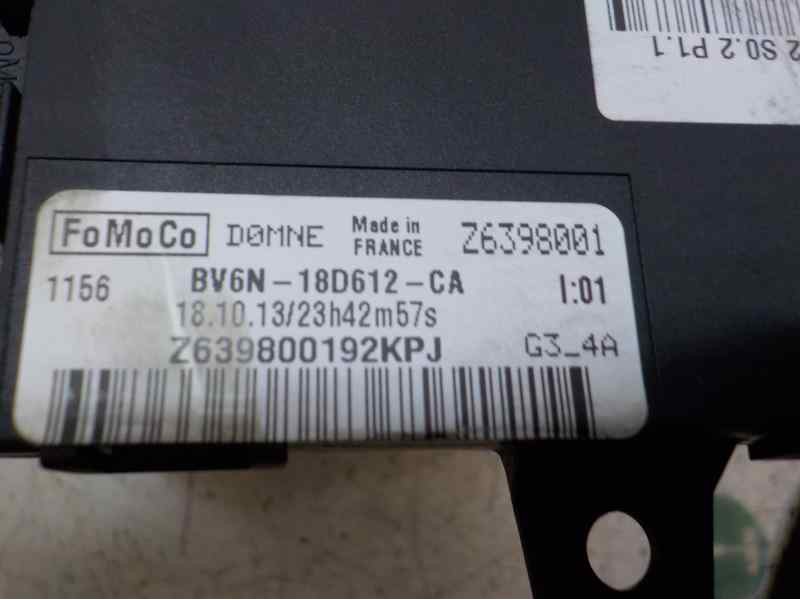 2 S0.2 P1.1
FoMoCo DOMNE Made in FRANCE Z6398001
1156 BV6N-18D612-CA I:01
18.10.13/23h42m57s
Z639800192KPJ G3_4A